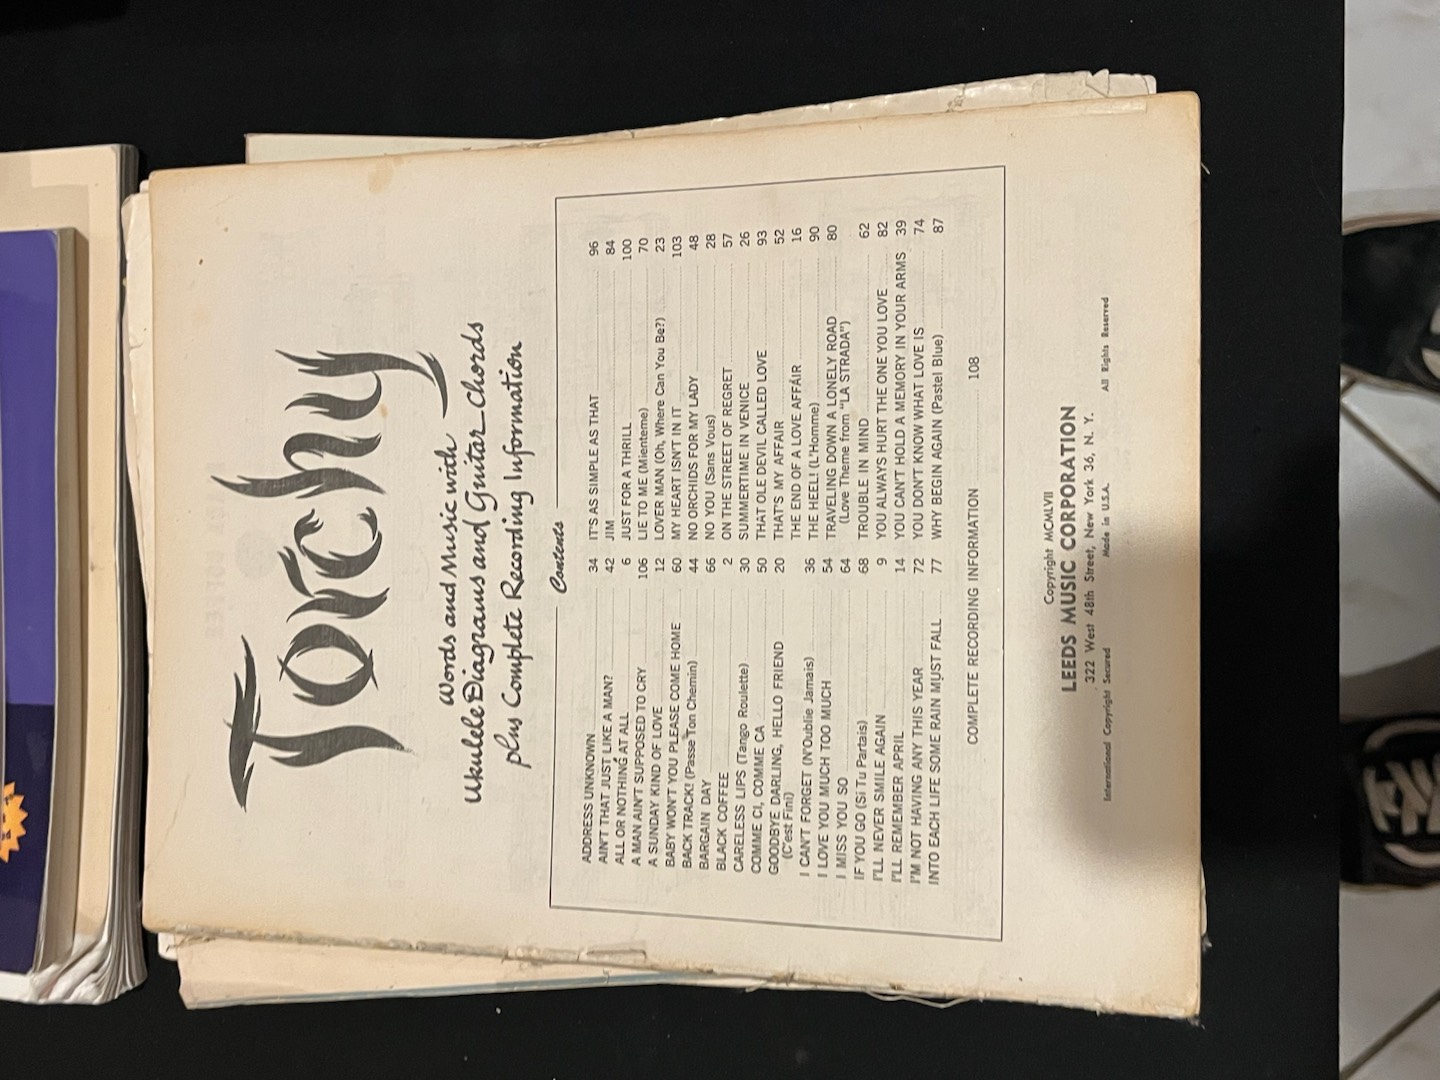 Torchy
Words and Music with
Ukulele Diagrams and Guitar Chords
plus Complete Recording Information
Contents
ADDRESS UNKNOWN 34
AIN'T THAT JUST LIKE A MAN? 42
ALL OR NOTHING AT ALL 6
A MAN AIN'T SUPPOSED TO CRY 106
A SUNDAY KIND OF LOVE 12
BABY WON'T YOU PLEASE COME HOME 60
BACK TRACK! (Passe Ton Chemin) 44
BARGAIN DAY 66
BLACK COFFEE 2
CARELESS LIPS (Tango Roulette) 30
COMME CI, COMME CA 50
GOODBYE DARLING, HELLO FRIEND 20
(C'est Fini)
I CAN'T FORGET (N'Oublie Jamais) 36
I LOVE YOU MUCH TOO MUCH 54
I MISS YOU SO 64
IF YOU GO (Si Tu Partais) 68
I'LL NEVER SMILE AGAIN 9
I'LL REMEMBER APRIL 14
I'M NOT HAVING ANY THIS YEAR 72
INTO EACH LIFE SOME RAIN MUST FALL 77
IT'S AS SIMPLE AS THAT 96
JIM 84
JUST FOR A THRILL 100
LIE TO ME (Mienteme) 70
LOVER MAN (Oh, Where Can You Be?) 23
MY HEART ISN'T IN IT 103
NO ORCHIDS FOR MY LADY 48
NO YOU (Sans Vous) 28
ON THE STREET OF REGRET 57
SUMMERTIME IN VENICE 26
THAT OLE DEVIL CALLED LOVE 93
THAT'S MY AFFAIR 52
THE END OF A LOVE AFFAIR 16
THE HEEL! (L'Homme) 90
TRAVELING DOWN A LONELY ROAD 80
(Love Theme from "LA STRADA")
TROUBLE IN MIND 62
YOU ALWAYS HURT THE ONE YOU LOVE 82
YOU CAN'T HOLD A MEMORY IN YOUR ARMS 39
YOU DON'T KNOW WHAT LOVE IS 74
WHY BEGIN AGAIN (Pastel Blue) 87
COMPLETE RECORDING INFORMATION 108
Copyright MCMLVII
LEEDS MUSIC CORPORATION
322 West 48th Street, New York 36, N. Y.
International Copyright Secured Made in U.S.A. All Rights Reserved